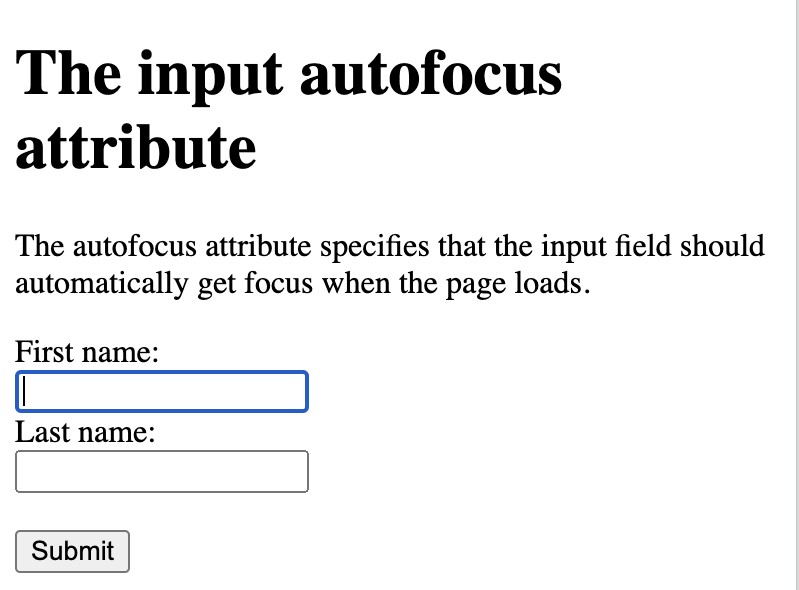 The input autofocus
attribute
The autofocus attribute specifies that the input field should
automatically get focus when the page loads.
First name:
Last name:
Submit